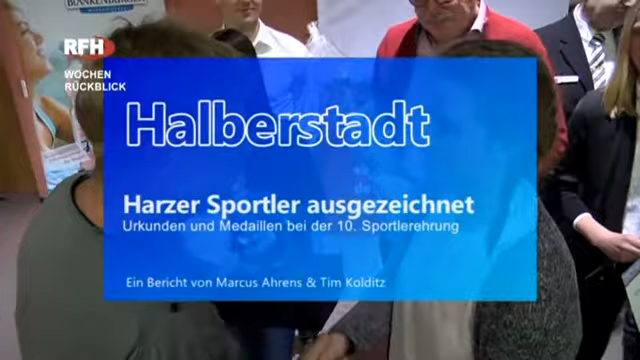 BLANKENBURGER
RFH
WOCHEN
RÜCKBLICK
Halberstadt
Harzer Sportler ausgezeichnet
Urkunden und Medaillen bei der 10. Sportlerehrung
Ein Bericht von Marcus Ahrens & Tim Kolditz